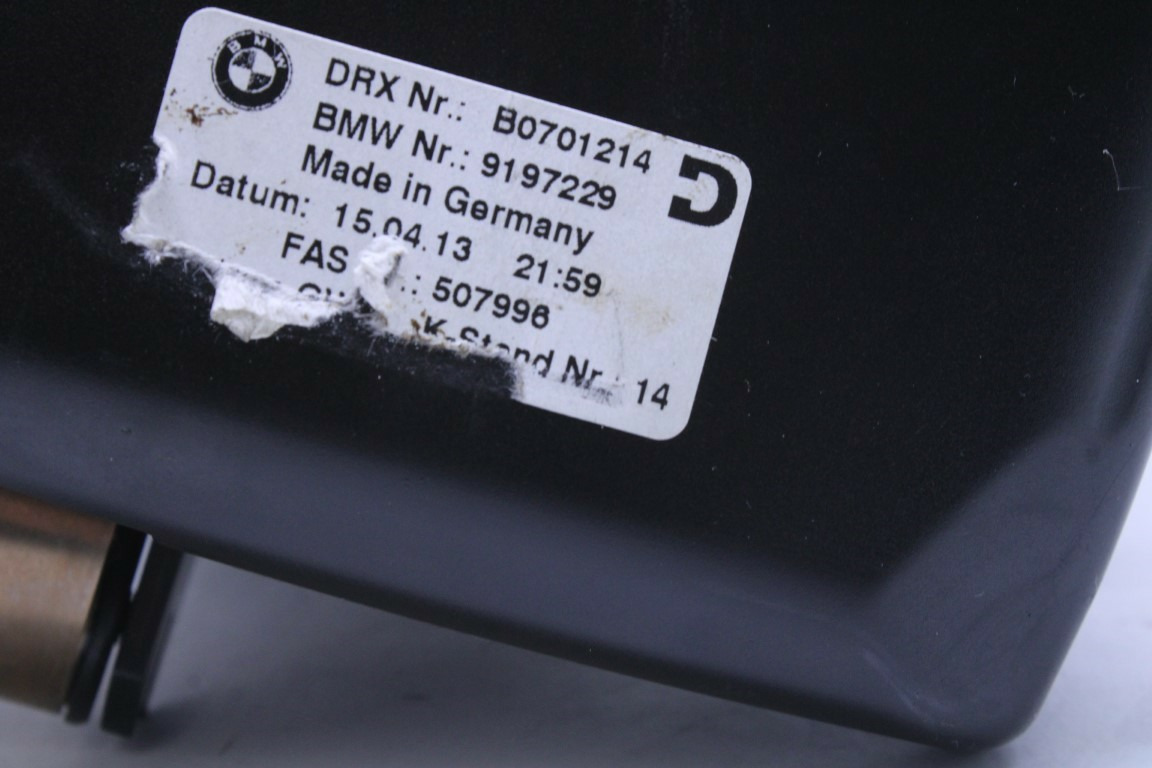 BMW
DRX Nr.: B0701214
BMW Nr.: 9197229
Made in Germany
Datum: 15.04.13 21:59
FAS .: 507996
K-Stand Nr.: 14